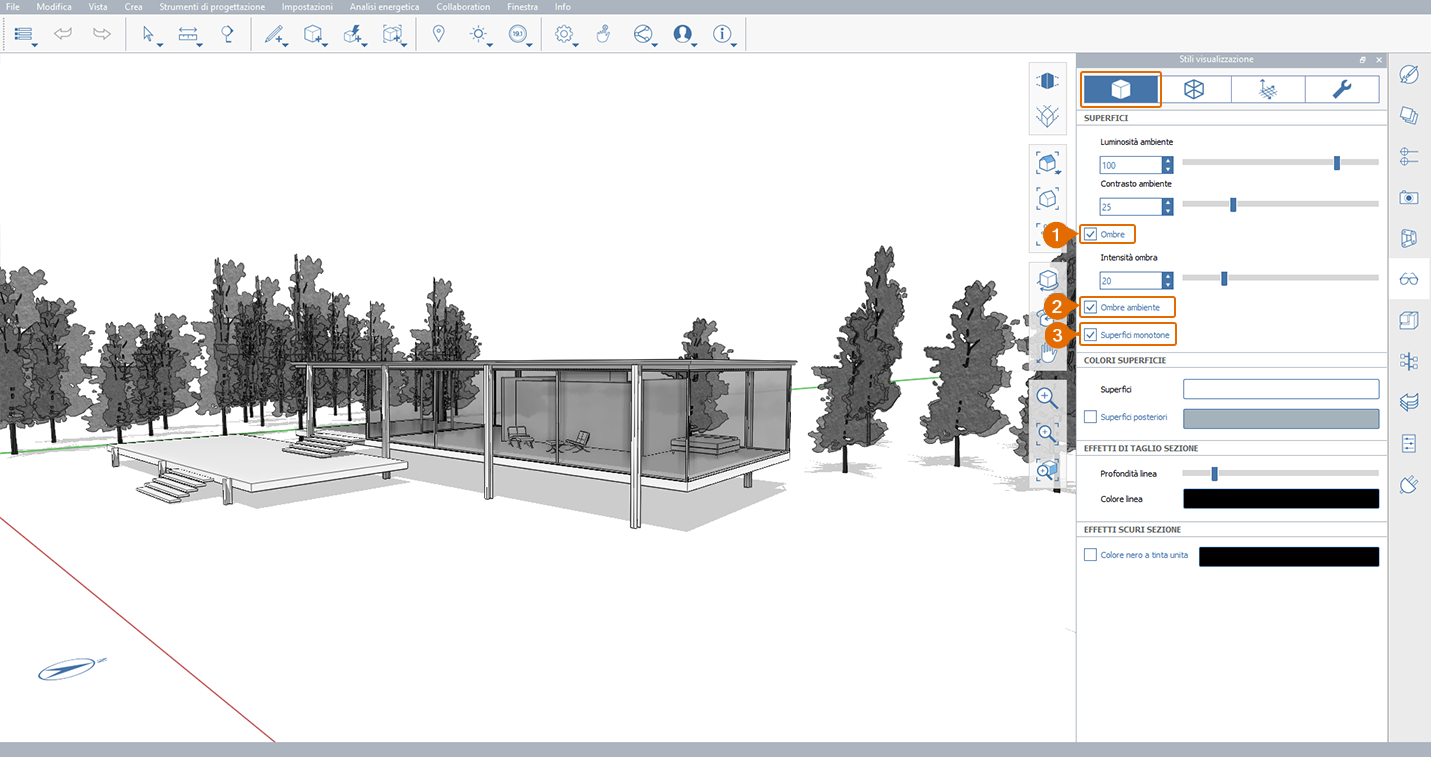 File Modifica Vista Crea Strumenti di progettazione Impostazioni Analisi energetica Collaboration Finestra Info
19.1
Stili visualizzazione
SUPERFICI
Luminosità ambiente
100
Contrasto ambiente
25
1 Ombre
Intensità ombra
20
2 Ombre ambiente
3 Superfici monotone
COLORI SUPERFICIE
Superfici
Superfici posteriori
EFFETTI DI TAGLIO SEZIONE
Profondità linea
Colore linea
EFFETTI SCURI SEZIONE
Colore nero a tinta unita